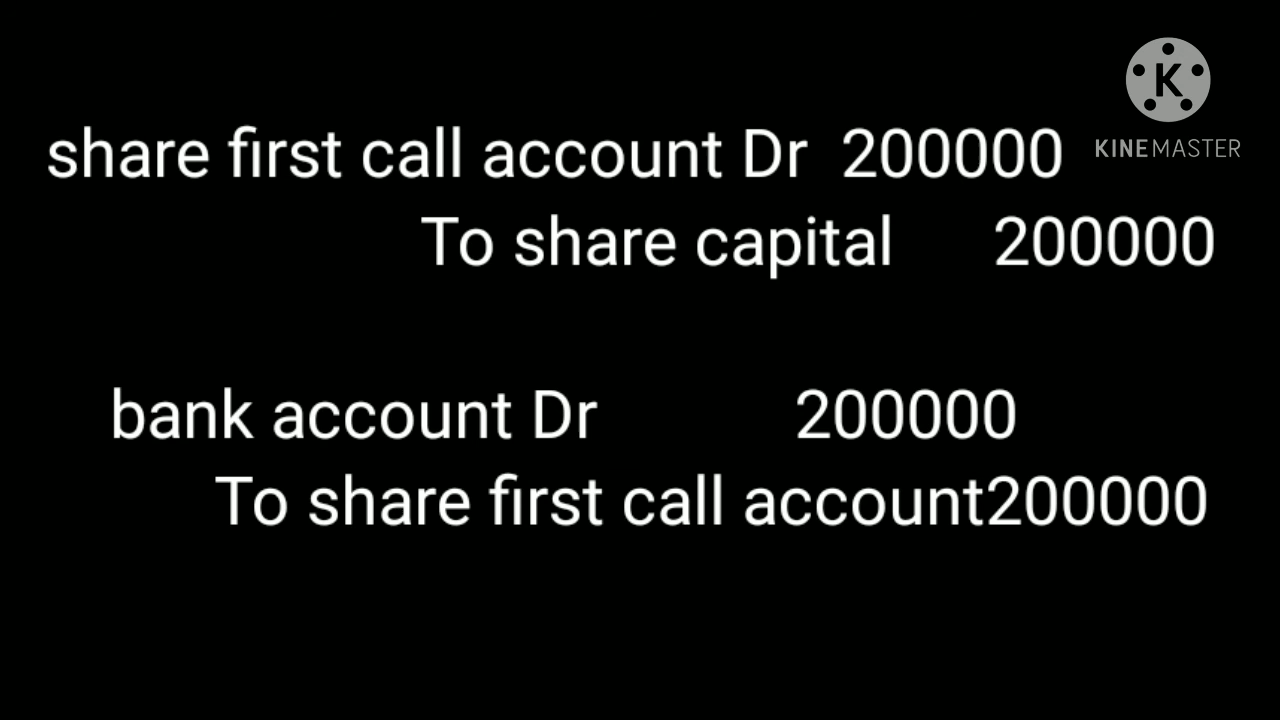 K
KINEMASTER
share first call account Dr 200000
To share capital 200000
bank account Dr 200000
To share first call account200000